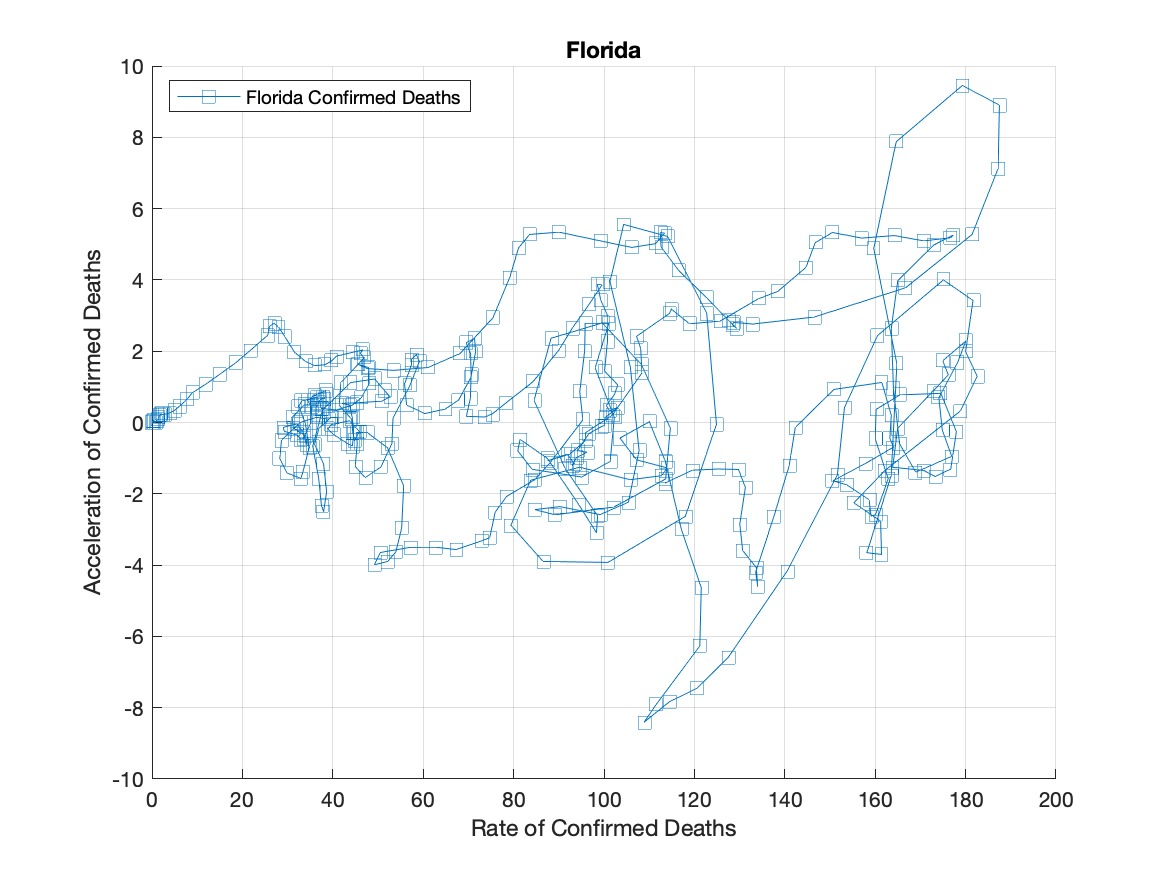 Florida
Florida Confirmed Deaths
Acceleration of Confirmed Deaths
10
8
6
4
2
0
-2
-4
-6
-8
-10
0 20 40 60 80 100 120 140 160 180 200
Rate of Confirmed Deaths